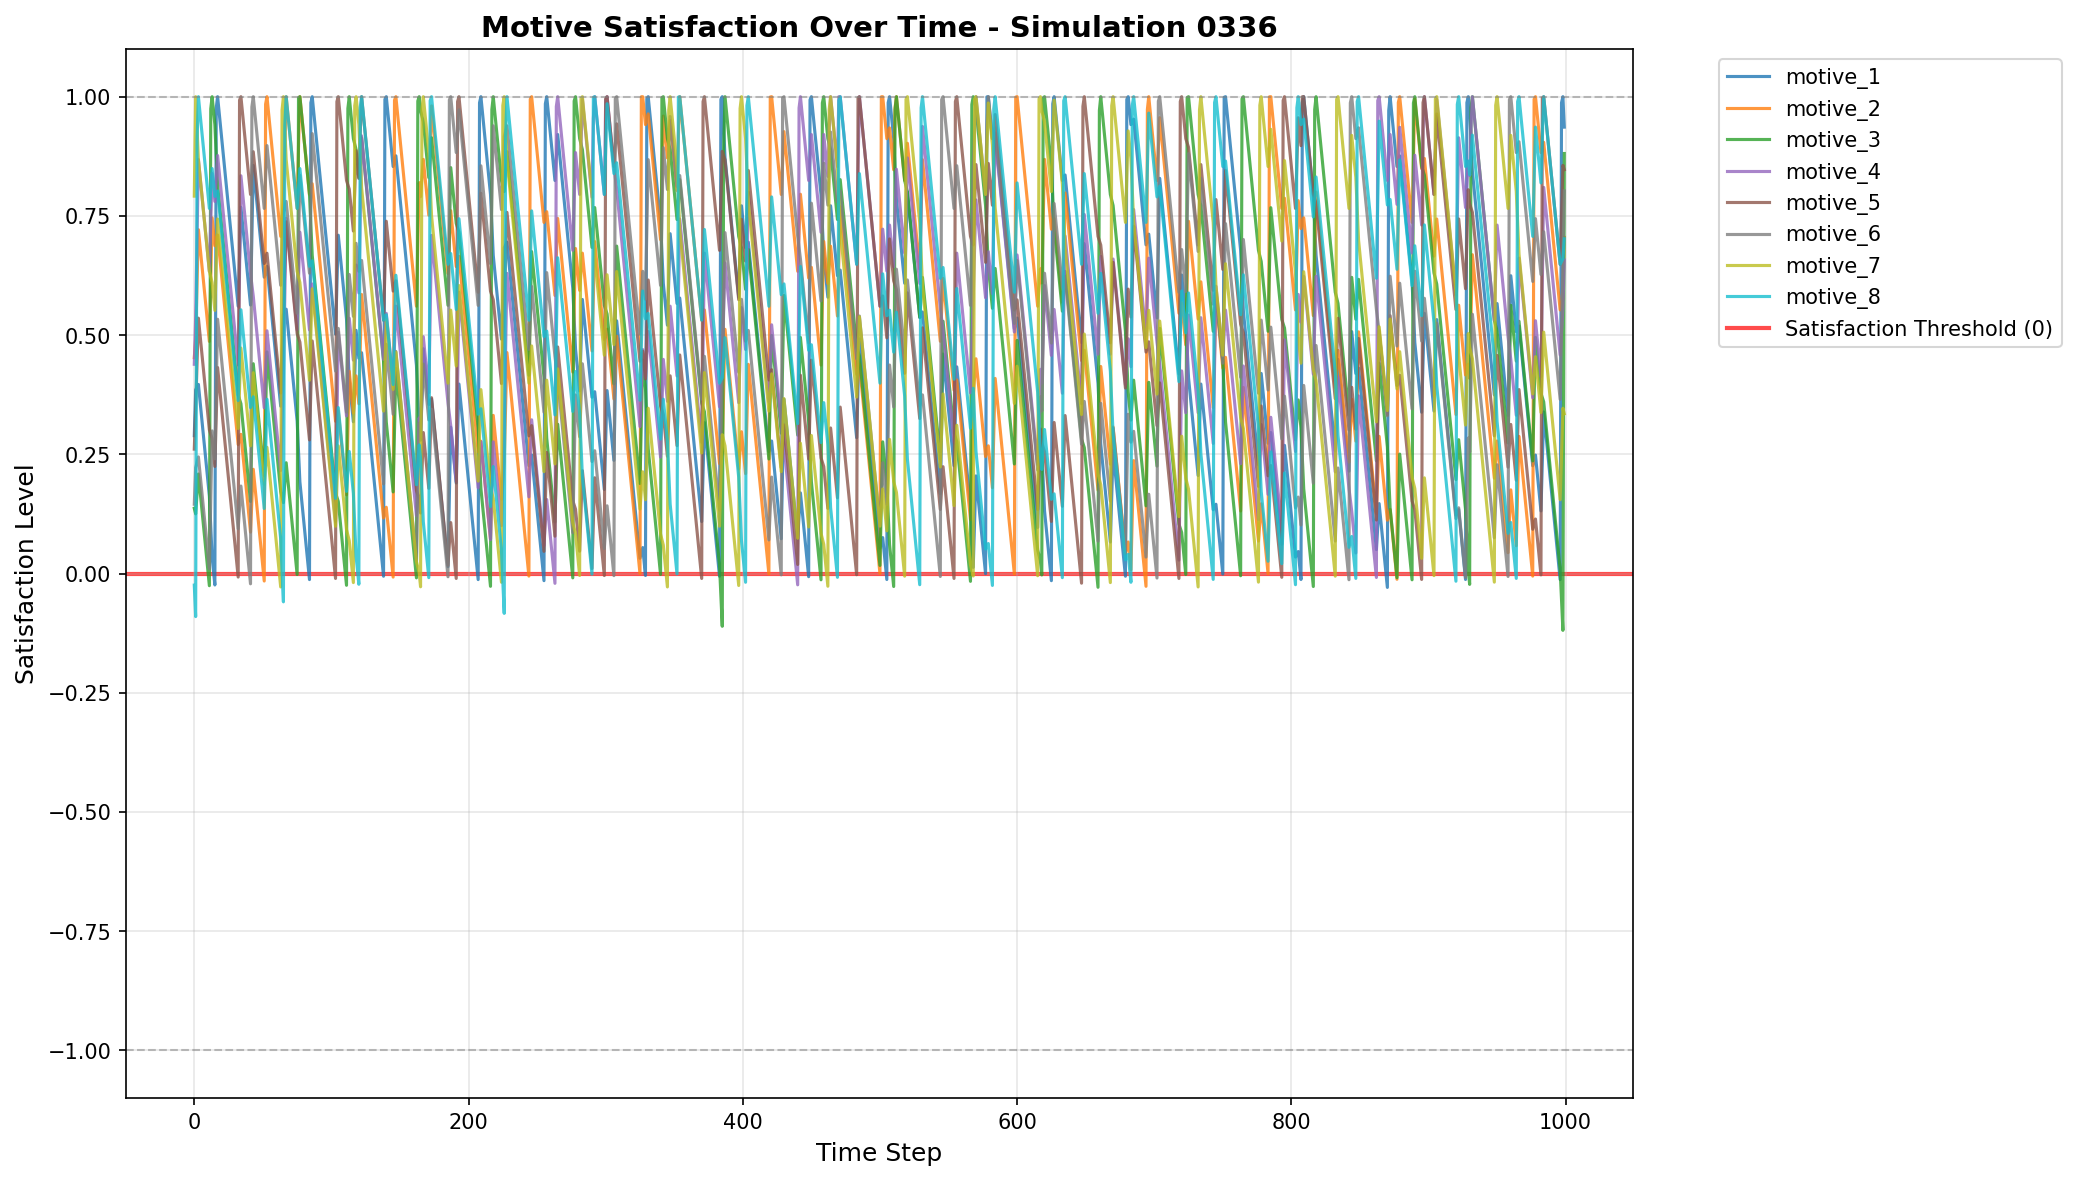 Motive Satisfaction Over Time - Simulation 0336
Satisfaction Level
1.00
0.75
0.50
0.25
0.00
−0.25
−0.50
−0.75
−1.00
0
200
400
600
800
1000
Time Step
motive_1
motive_2
motive_3
motive_4
motive_5
motive_6
motive_7
motive_8
Satisfaction Threshold (0)